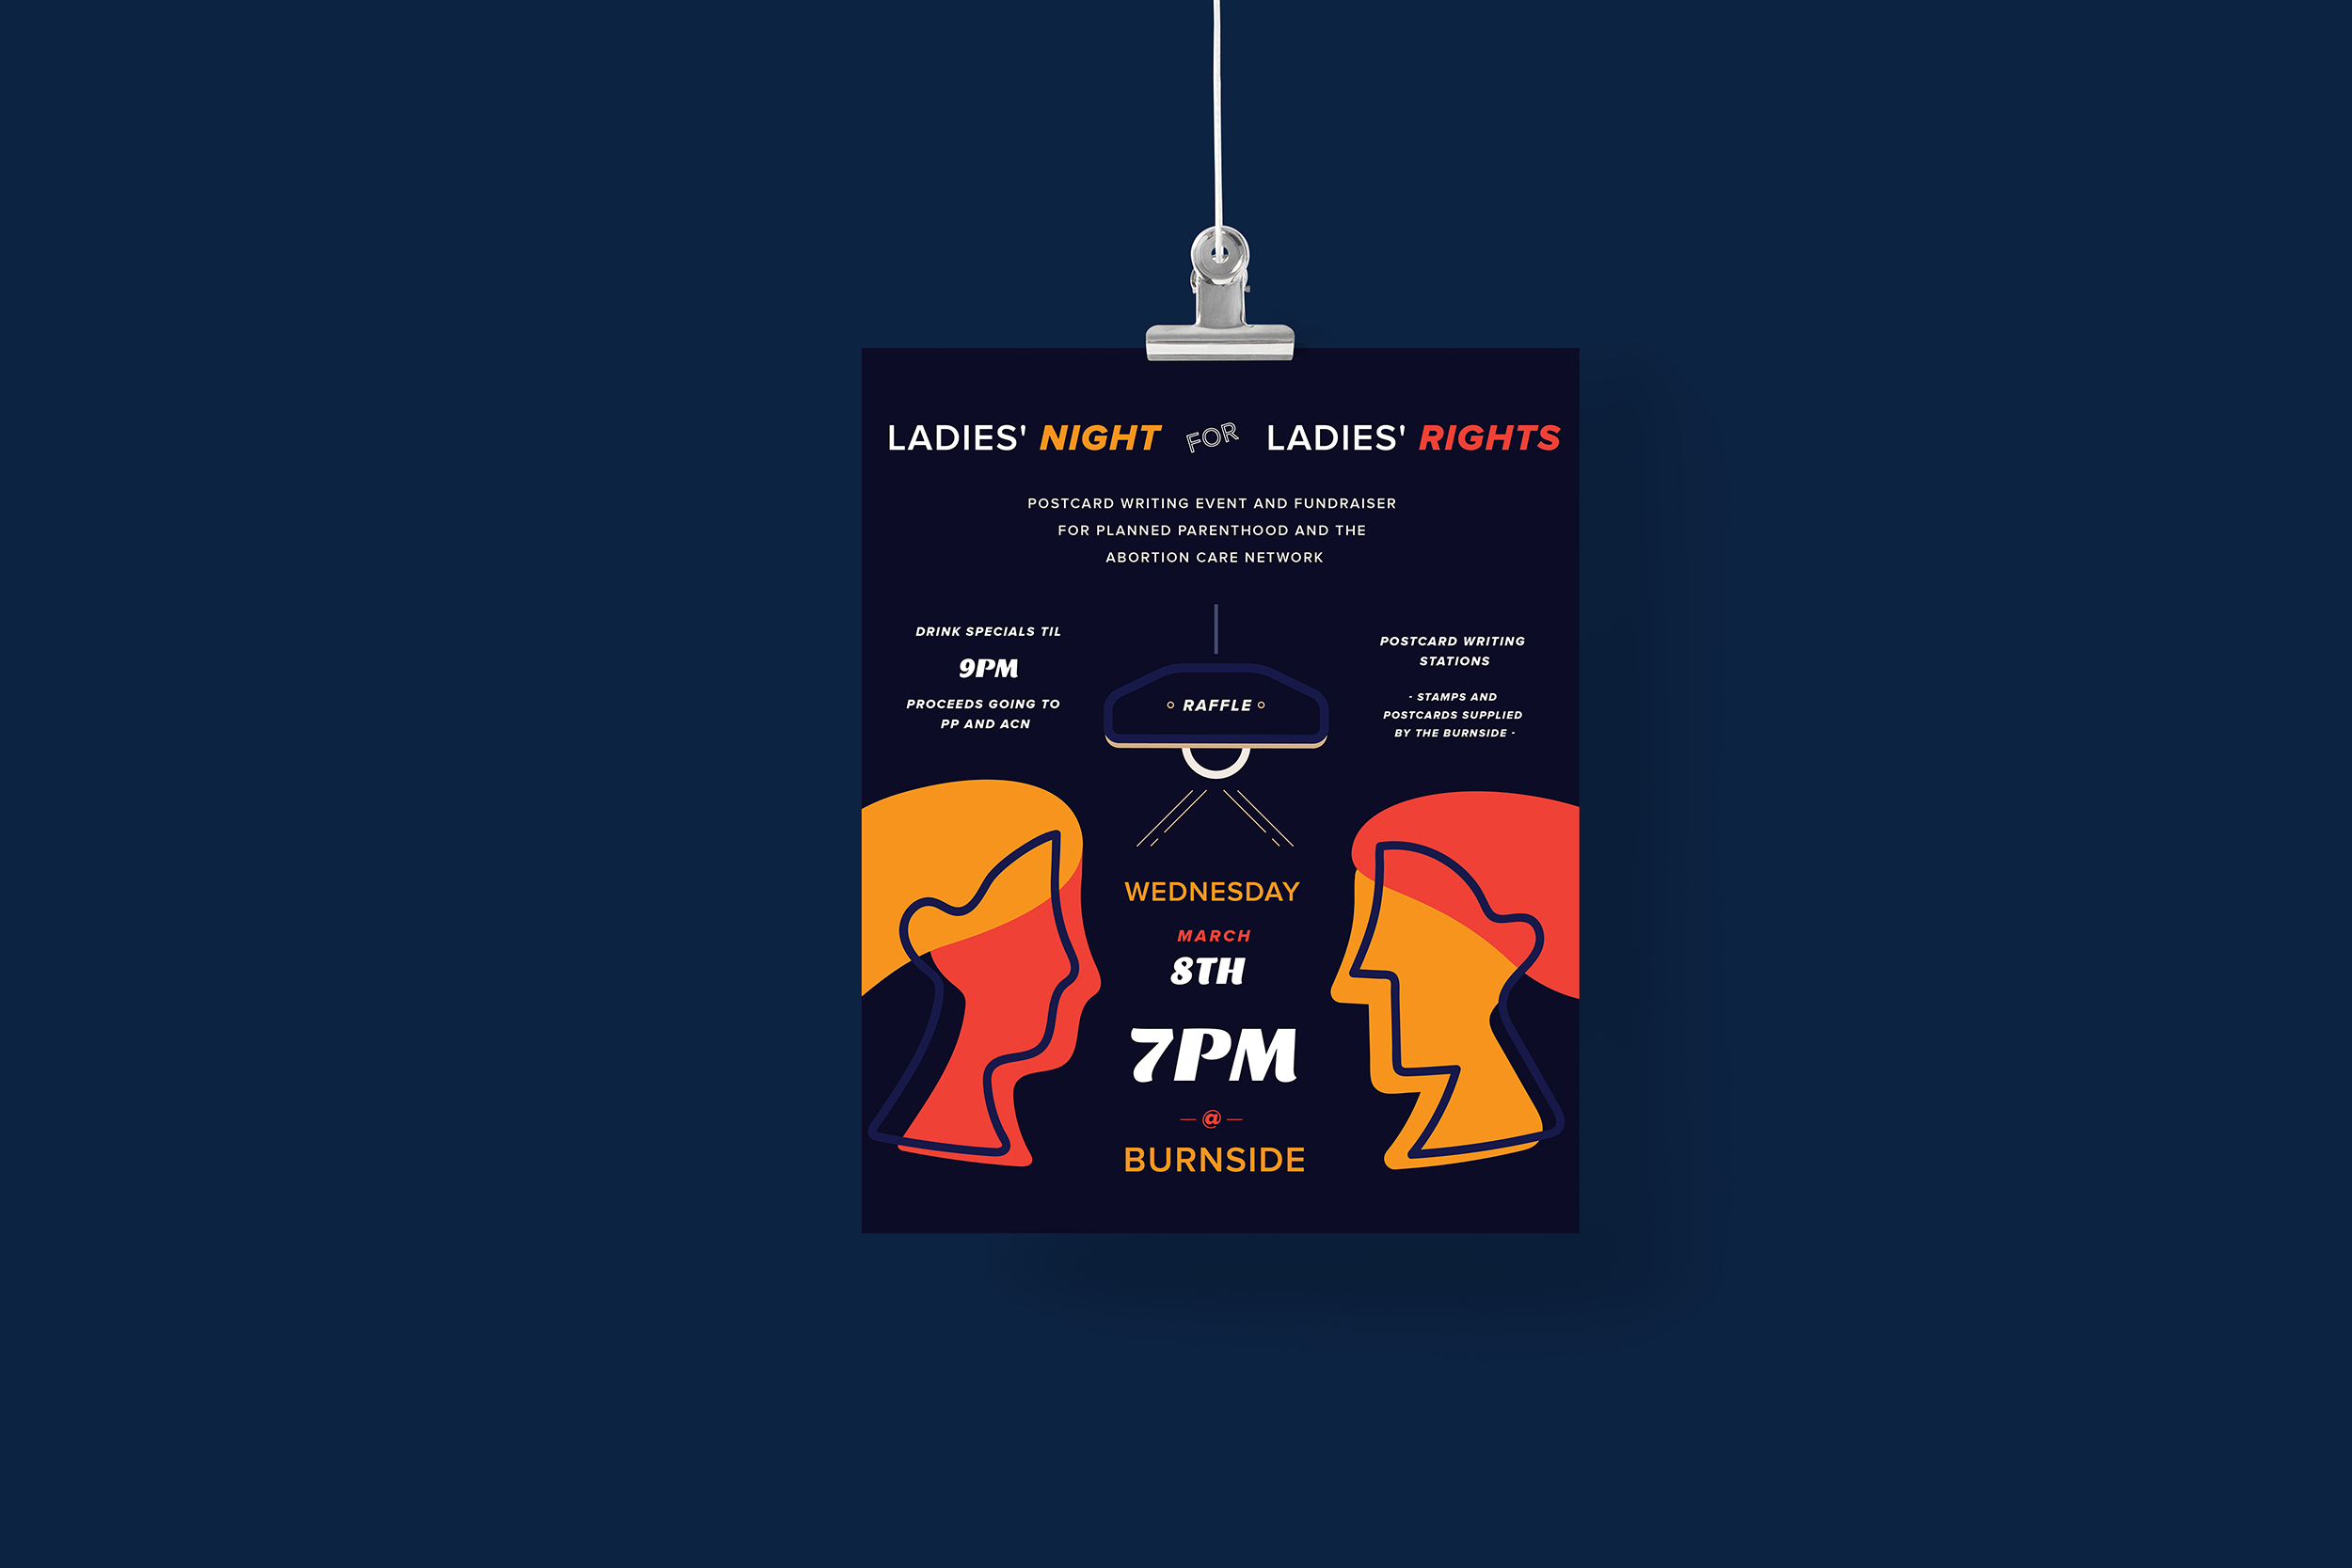 LADIES' NIGHT FOR LADIES' RIGHTS
POSTCARD WRITING EVENT AND FUNDRAISER
FOR PLANNED PARENTHOOD AND THE
ABORTION CARE NETWORK
DRINK SPECIALS TIL
9PM
PROCEEDS GOING TO
PP AND ACN
RAFFLE
POSTCARD WRITING
STATIONS
- STAMPS AND
POSTCARDS SUPPLIED
BY THE BURNSIDE -
WEDNESDAY
MARCH
8TH
7PM
— @ —
BURNSIDE